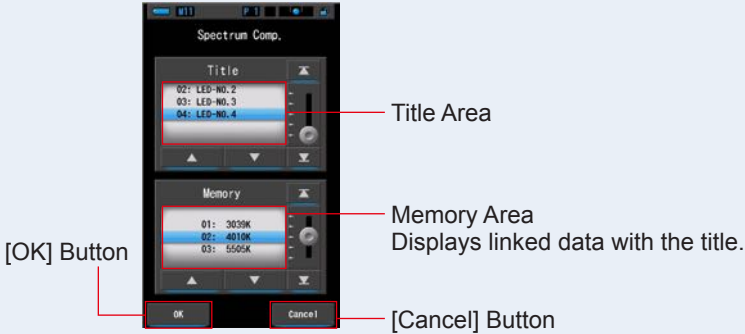 M11 P 1
Spectrum Comp.
Title
02: LED-NO.2
03: LED-NO.3
04: LED-NO.4
Title Area
Memory
01: 3039K
02: 4010K
03: 5505K
Memory Area
Displays linked data with the title.
[OK] Button
OK
Cancel
[Cancel] Button